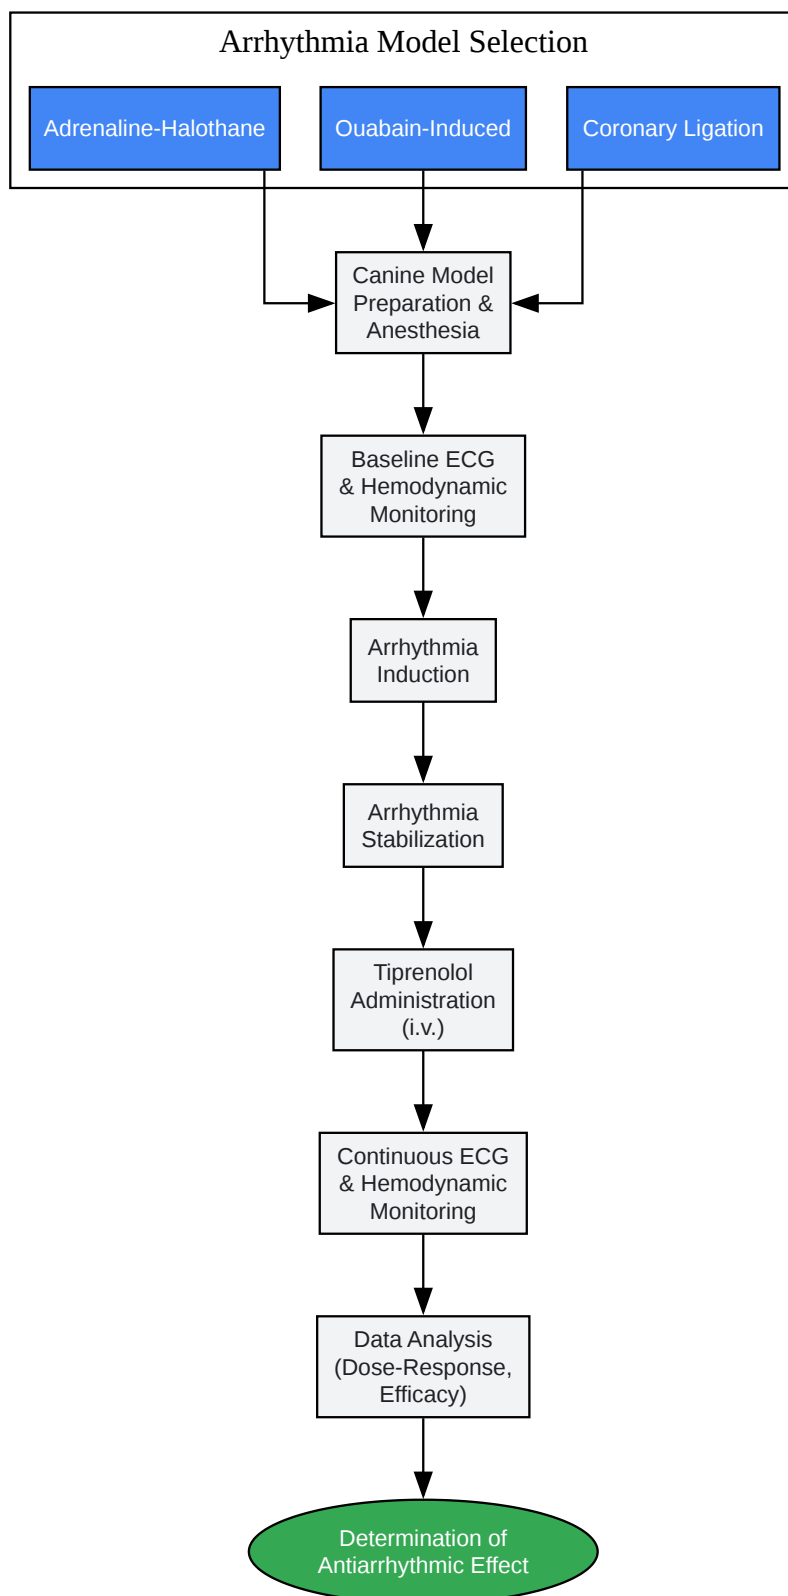 Arrhythmia Model Selection
Adrenaline-Halothane
Ouabain-Induced
Coronary Ligation
Canine Model
Preparation &
Anesthesia
Baseline ECG
& Hemodynamic
Monitoring
Arrhythmia
Induction
Arrhythmia
Stabilization
Tiprenolol
Administration
(i.v.)
Continuous ECG
& Hemodynamic
Monitoring
Data Analysis
(Dose-Response,
Efficacy)
Determination of
Antiarrhythmic Effect